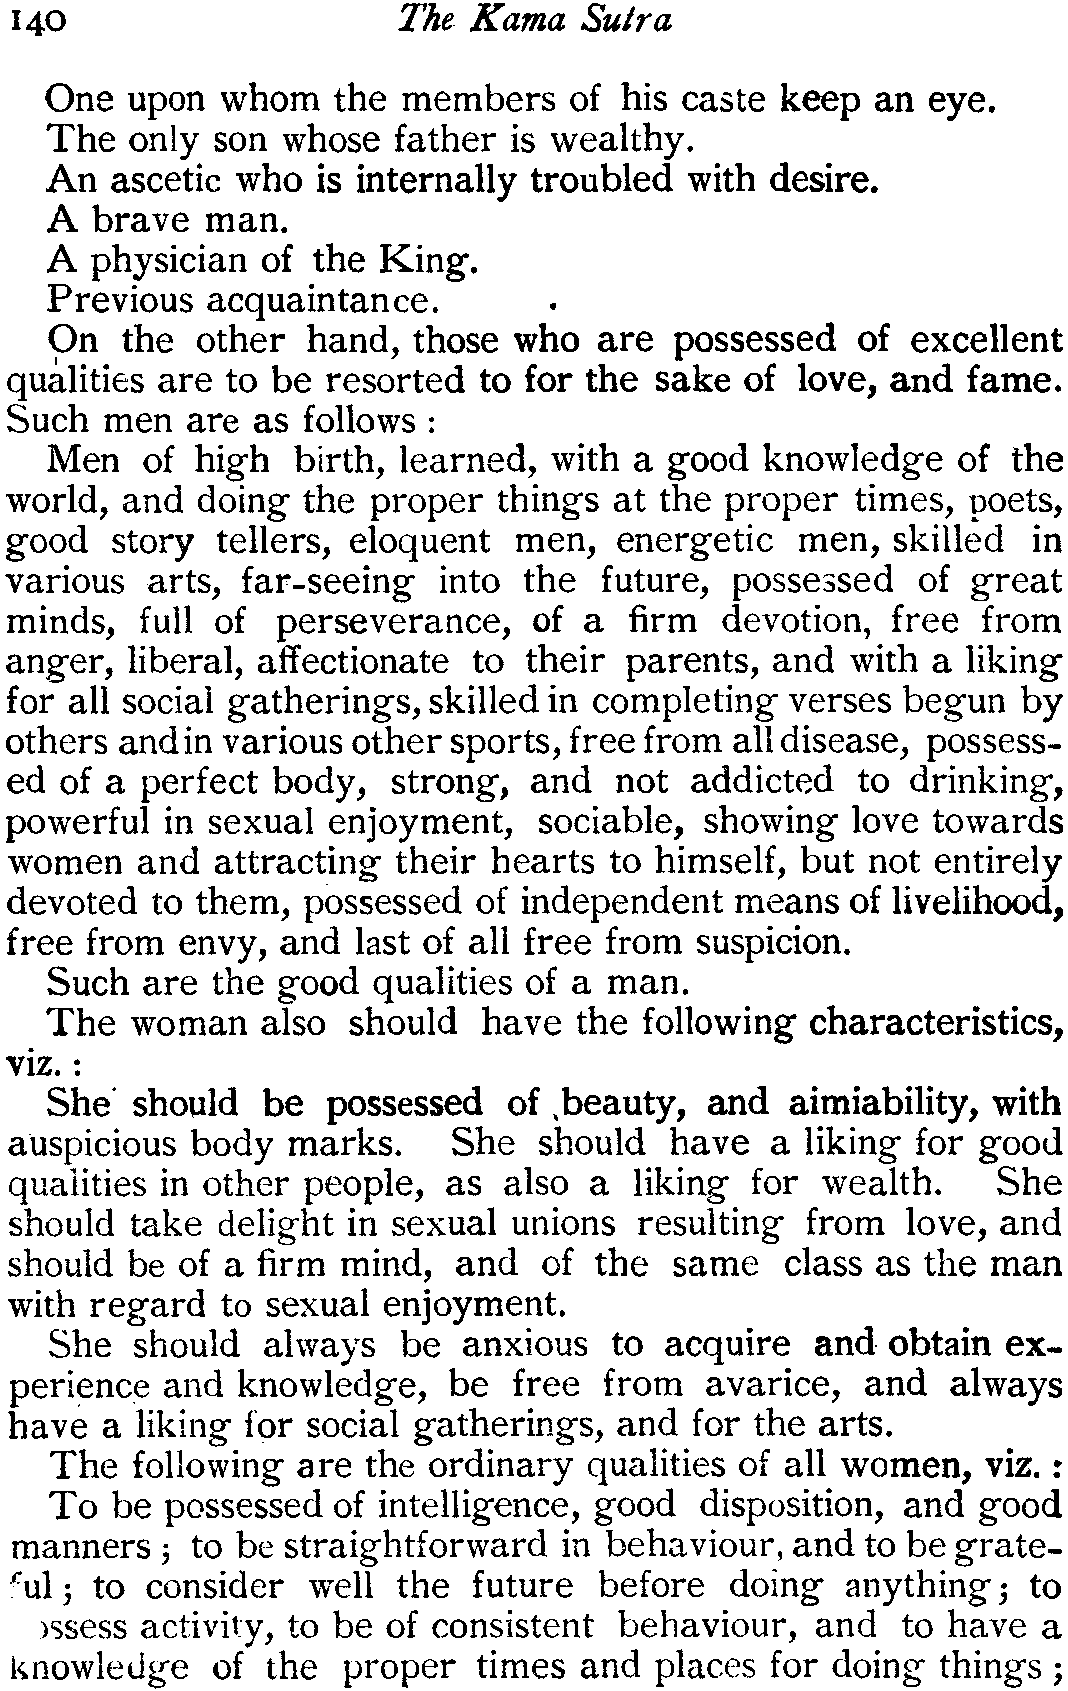 140 The Kama Sutra
One upon whom the members of his caste keep an eye.
The only son whose father is wealthy.
An ascetic who is internally troubled with desire.
A brave man.
A physician of the King.
Previous acquaintance.
On the other hand, those who are possessed of excellent
qualities are to be resorted to for the sake of love, and fame.
Such men are as follows :
Men of high birth, learned, with a good knowledge of the
world, and doing the proper things at the proper times, poets,
good story tellers, eloquent men, energetic men, skilled in
various arts, far-seeing into the future, possessed of great
minds, full of perseverance, of a firm devotion, free from
anger, liberal, affectionate to their parents, and with a liking
for all social gatherings, skilled in completing verses begun by
others and in various other sports, free from all disease, possess-
ed of a perfect body, strong, and not addicted to drinking,
powerful in sexual enjoyment, sociable, showing love towards
women and attracting their hearts to himself, but not entirely
devoted to them, possessed of independent means of livelihood,
free from envy, and last of all free from suspicion.
Such are the good qualities of a man.
The woman also should have the following characteristics,
viz. :
She should be possessed of beauty, and aimiability, with
auspicious body marks. She should have a liking for good
qualities in other people, as also a liking for wealth. She
should take delight in sexual unions resulting from love, and
should be of a firm mind, and of the same class as the man
with regard to sexual enjoyment.
She should always be anxious to acquire and obtain ex-
perience and knowledge, be free from avarice, and always
have a liking for social gatherings, and for the arts.
The following are the ordinary qualities of all women, viz. :
To be possessed of intelligence, good disposition, and good
manners ; to be straightforward in behaviour, and to be grate-
ful ; to consider well the future before doing anything ; to
ossess activity, to be of consistent behaviour, and to have a
knowledge of the proper times and places for doing things ;